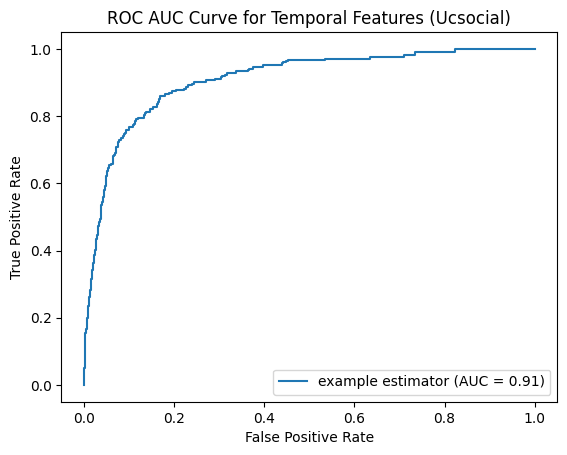 ROC AUC Curve for Temporal Features (Ucsocial)
1.0
0.8
0.6
0.4
0.2
0.0
True Positive Rate
example estimator (AUC = 0.91)
0.0 0.2 0.4 0.6 0.8 1.0
False Positive Rate